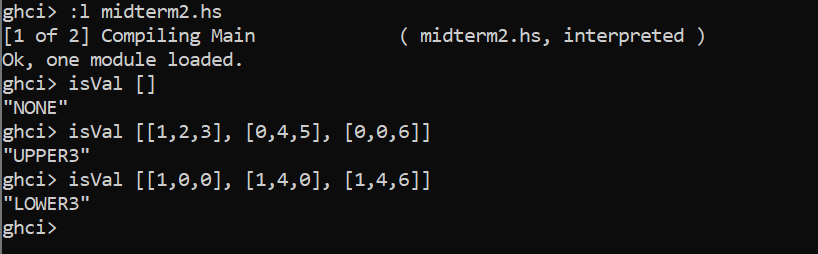 ghci> :l midterm2.hs
[1 of 2] Compiling Main             ( midterm2.hs, interpreted )
Ok, one module loaded.
ghci> isVal []
"NONE"
ghci> isVal [[1,2,3], [0,4,5], [0,0,6]]
"UPPER3"
ghci> isVal [[1,0,0], [1,4,0], [1,4,6]]
"LOWER3"
ghci>